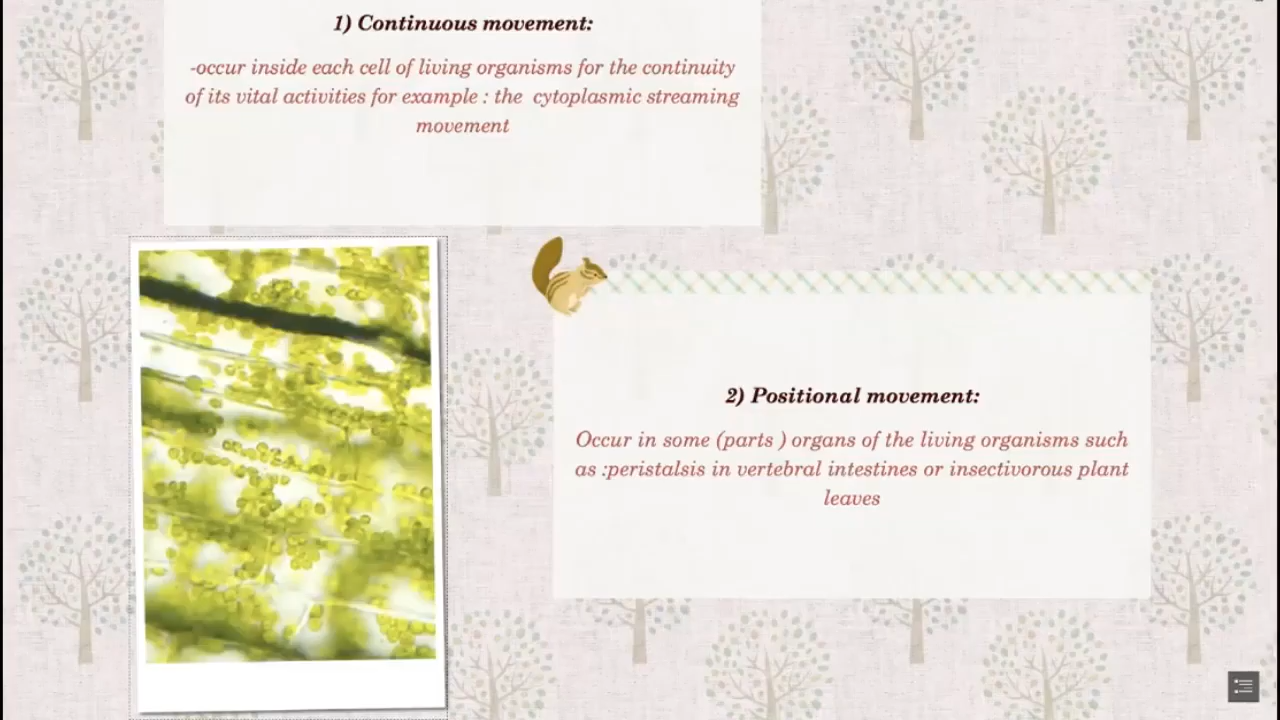 1) Continuous movement:
-occur inside each cell of living organisms for the continuity
of its vital activities for example : the  cytoplasmic streaming
movement
2) Positional movement:
Occur in some (parts ) organs of the living organisms such
as :peristalsis in vertebral intestines or insectivorous plant
leaves